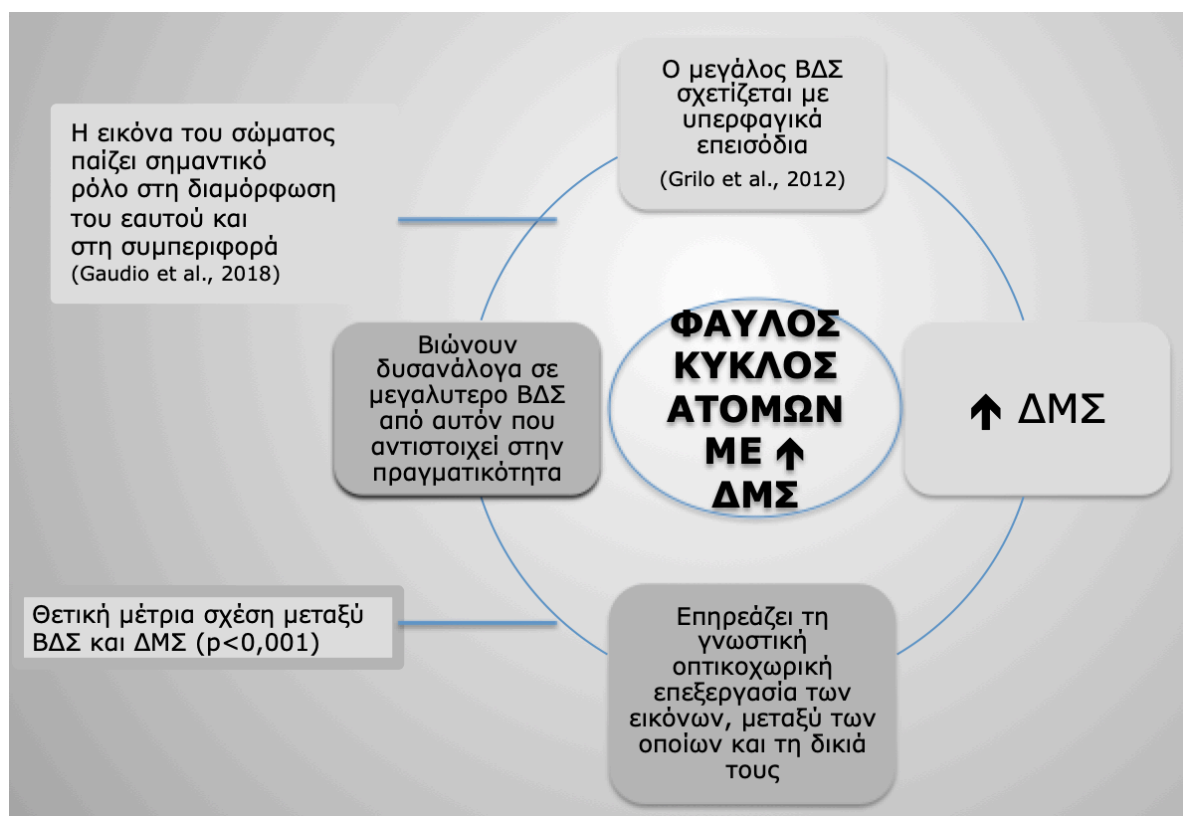 Ο μεγάλος ΒΔΣ
σχετίζεται με
υπερφαγικά
επεισόδια
(Grilo et al., 2012)
Η εικόνα του σώματος
παίζει σημαντικό
ρόλο στη διαμόρφωση
του εαυτού και
στη συμπεριφορά
(Gaudio et al., 2018)
ΦΑΥΛΟΣ
ΚΥΚΛΟΣ
ΑΤΟΜΩΝ
ΜΕ ↑
ΔΜΣ
↑ ΔΜΣ
Βιώνουν
δυσανάλογα σε
μεγαλυτερο ΒΔΣ
από αυτόν που
αντιστοιχεί στην
πραγματικότητα
Επηρεάζει τη
γνωστική
οπτικοχωρική
επεξεργασία των
εικόνων, μεταξύ των
οποίων και τη δικιά
τους
Θετική μέτρια σχέση μεταξύ
ΒΔΣ και ΔΜΣ (p<0,001)